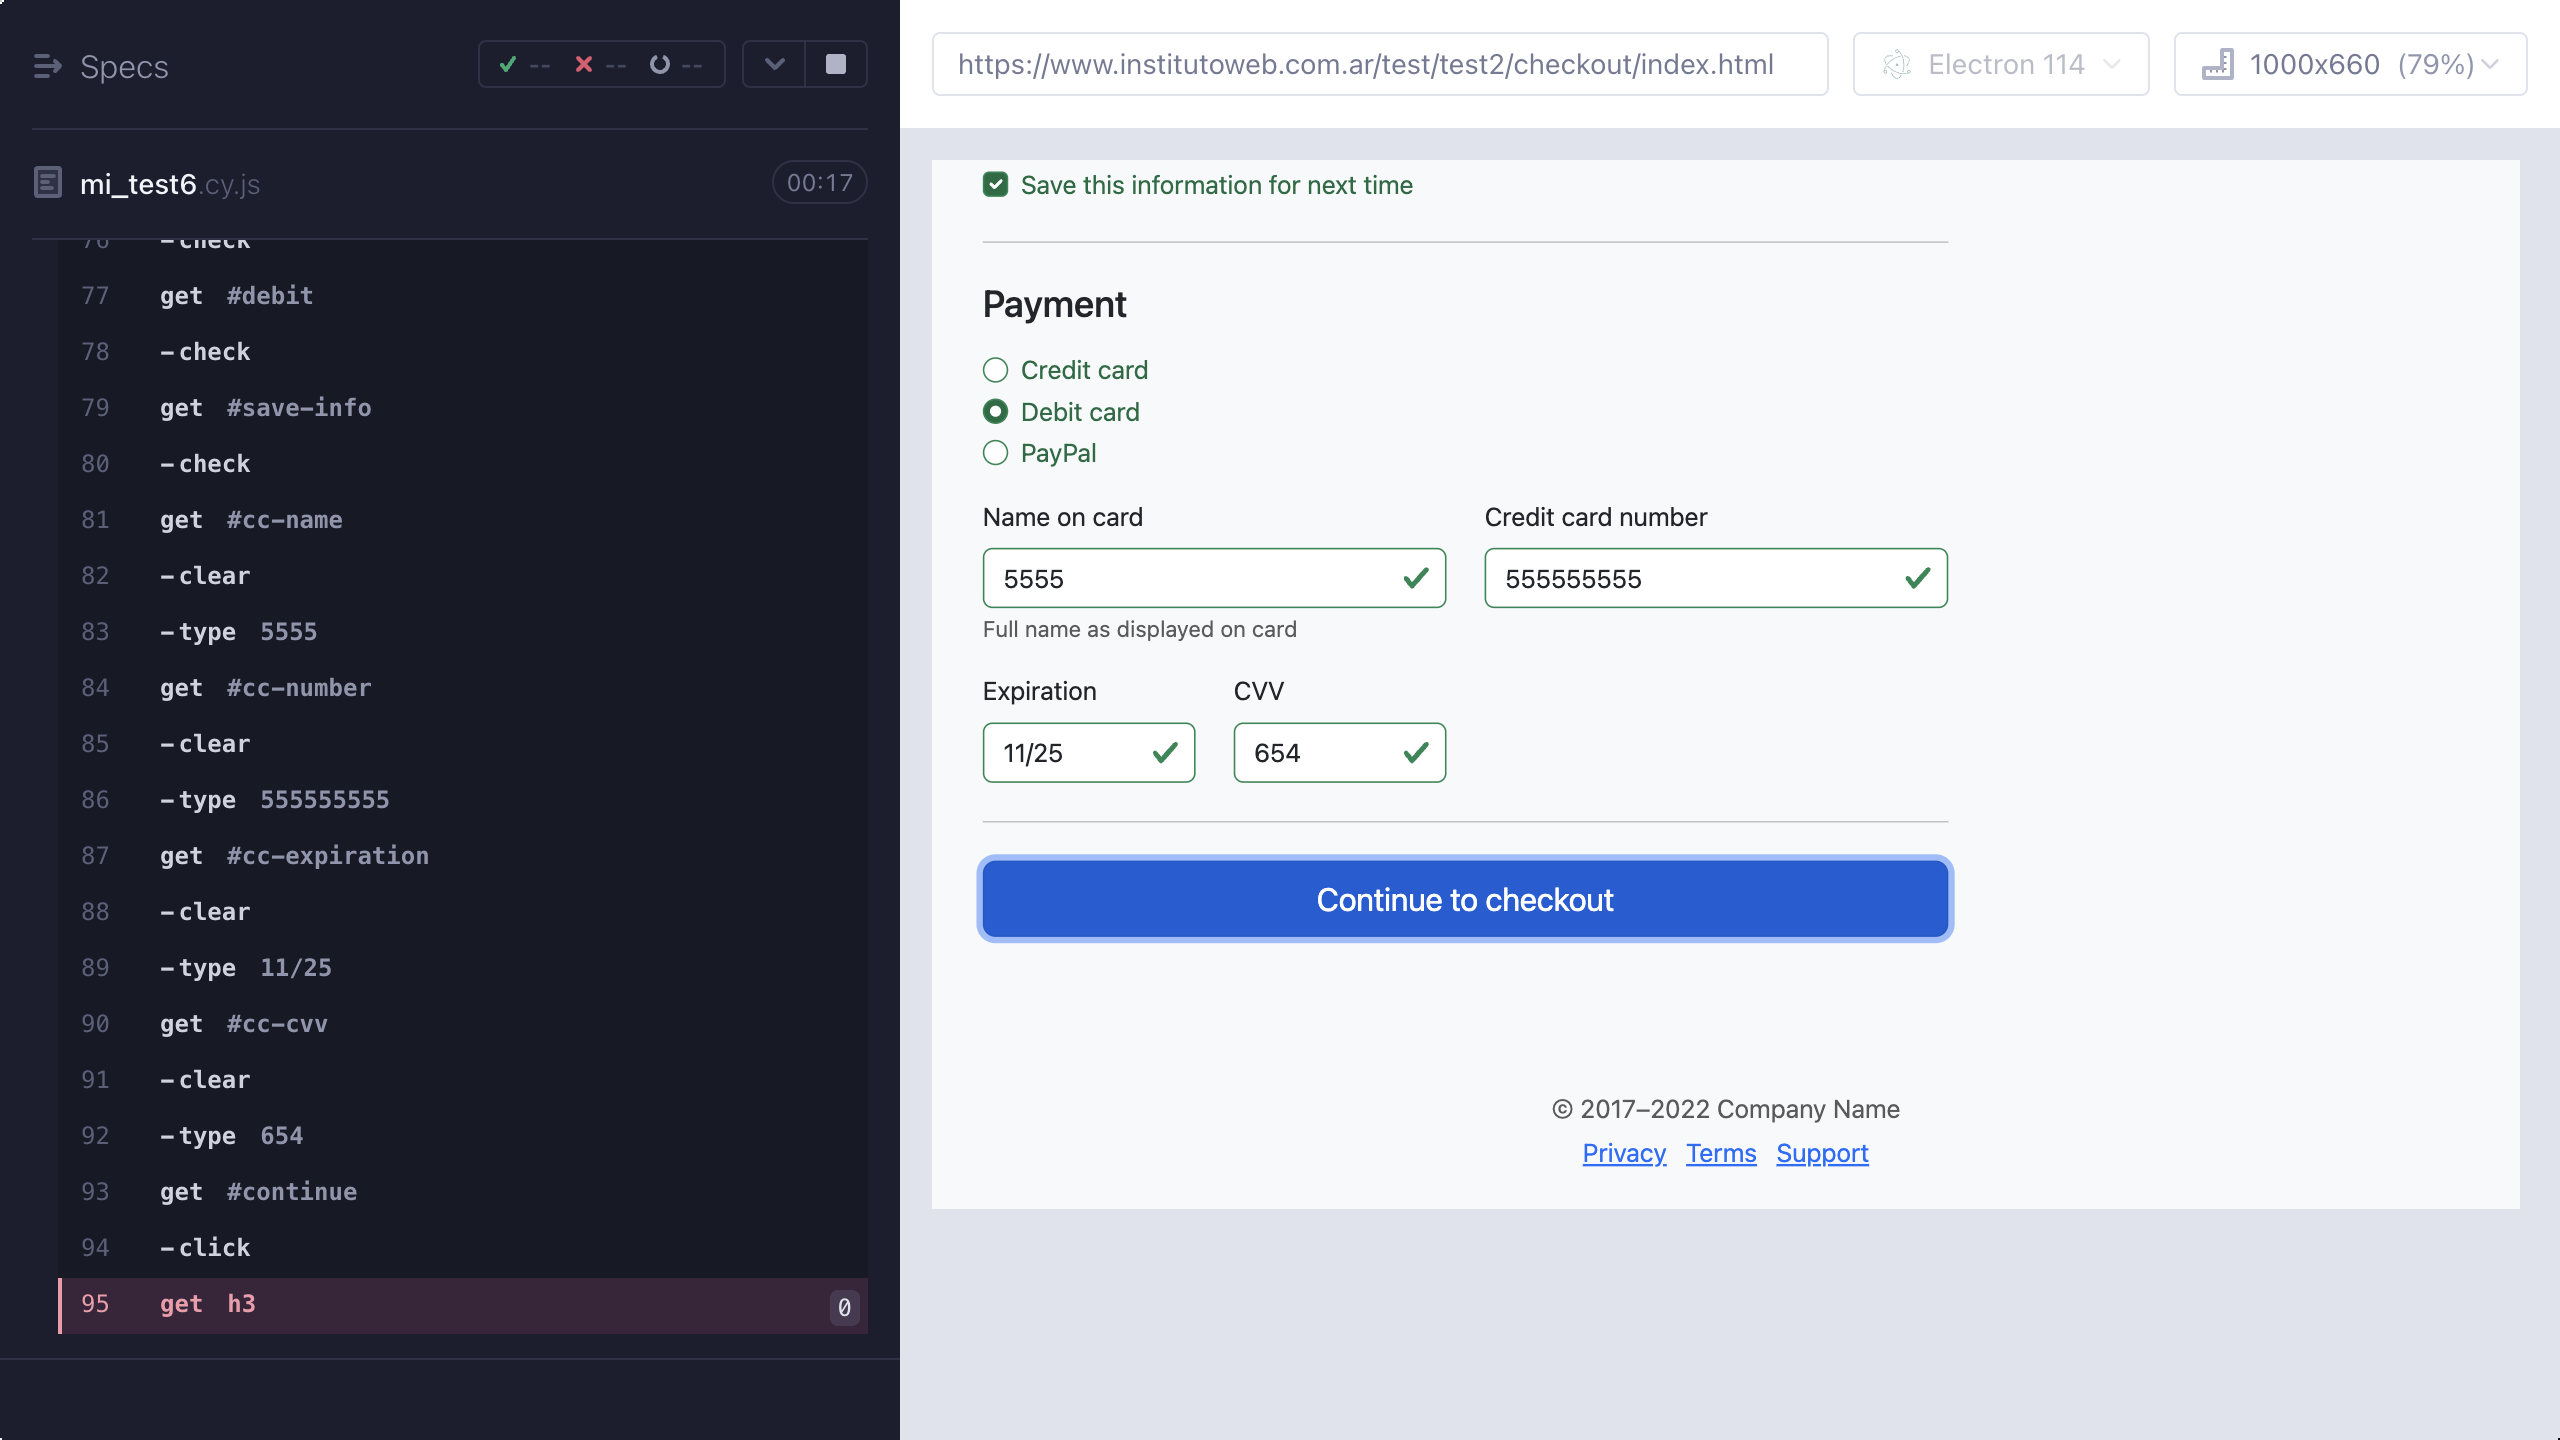 Specs
-- -- --
mi_test6.cy.js
00:17
76 -check
77 get #debit
78 -check
79 get #save-info
80 -check
81 get #cc-name
82 -clear
83 -type 5555
84 get #cc-number
85 -clear
86 -type 555555555
87 get #cc-expiration
88 -clear
89 -type 11/25
90 get #cc-cvv
91 -clear
92 -type 654
93 get #continue
94 -click
95 get h3 0
https://www.institutoweb.com.ar/test/test2/checkout/index.html
Electron 114
1000x660 (79%)
Save this information for next time
Payment
Credit card
Debit card
PayPal
Name on card
5555
Full name as displayed on card
Credit card number
555555555
Expiration
11/25
CVV
654
Continue to checkout
© 2017–2022 Company Name
Privacy Terms Support